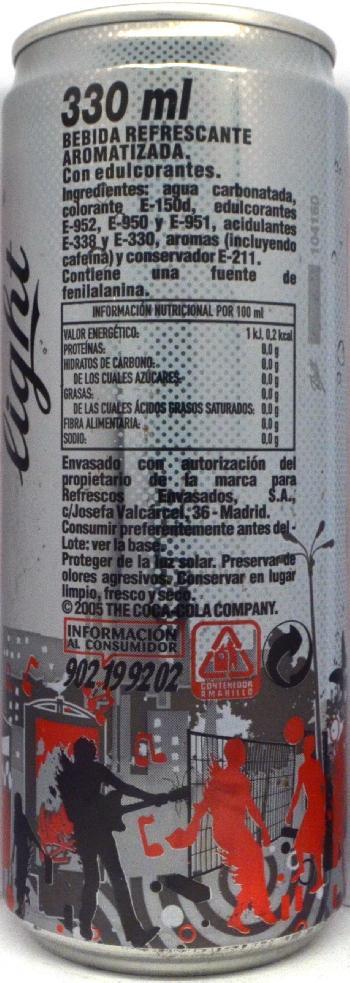 330 ml
BEBIDA REFRESCANTE
AROMATIZADA.
Con edulcorantes.
Ingredientes: agua carbonatada,
colorante E-150d, edulcorantes
E-952, E-950 y E-951, acidulantes
E-338 y E-330, aromas (incluyendo
cafeína) y conservador E-211.
Contiene una fuente de
fenilalanina.
INFORMACIÓN NUTRICIONAL POR 100 ml
VALOR ENERGÉTICO: 1 kJ, 0,2 kcal
PROTEÍNAS: 0,0 g
HIDRATOS DE CARBONO: 0,0 g
DE LOS CUALES AZÚCARES: 0,0 g
GRASAS: 0,0 g
DE LAS CUALES ÁCIDOS GRASOS SATURADOS: 0,0 g
FIBRA ALIMENTARIA: 0,0 g
SODIO: 0,0 g
Envasado con autorización del
propietario de la marca para
Refrescos Envasados, S.A.,
c/Josefa Valcárcel, 36 - Madrid.
Consumir preferentemente antes del -
Lote: ver la base.
Proteger de la luz solar. Preservar de
olores agresivos. Conservar en lugar
limpio, fresco y seco.
© 2005 THE COCA-COLA COMPANY.
INFORMACIÓN
AL CONSUMIDOR
902 19 92 02
CONTENEDOR
AMARILLO
light